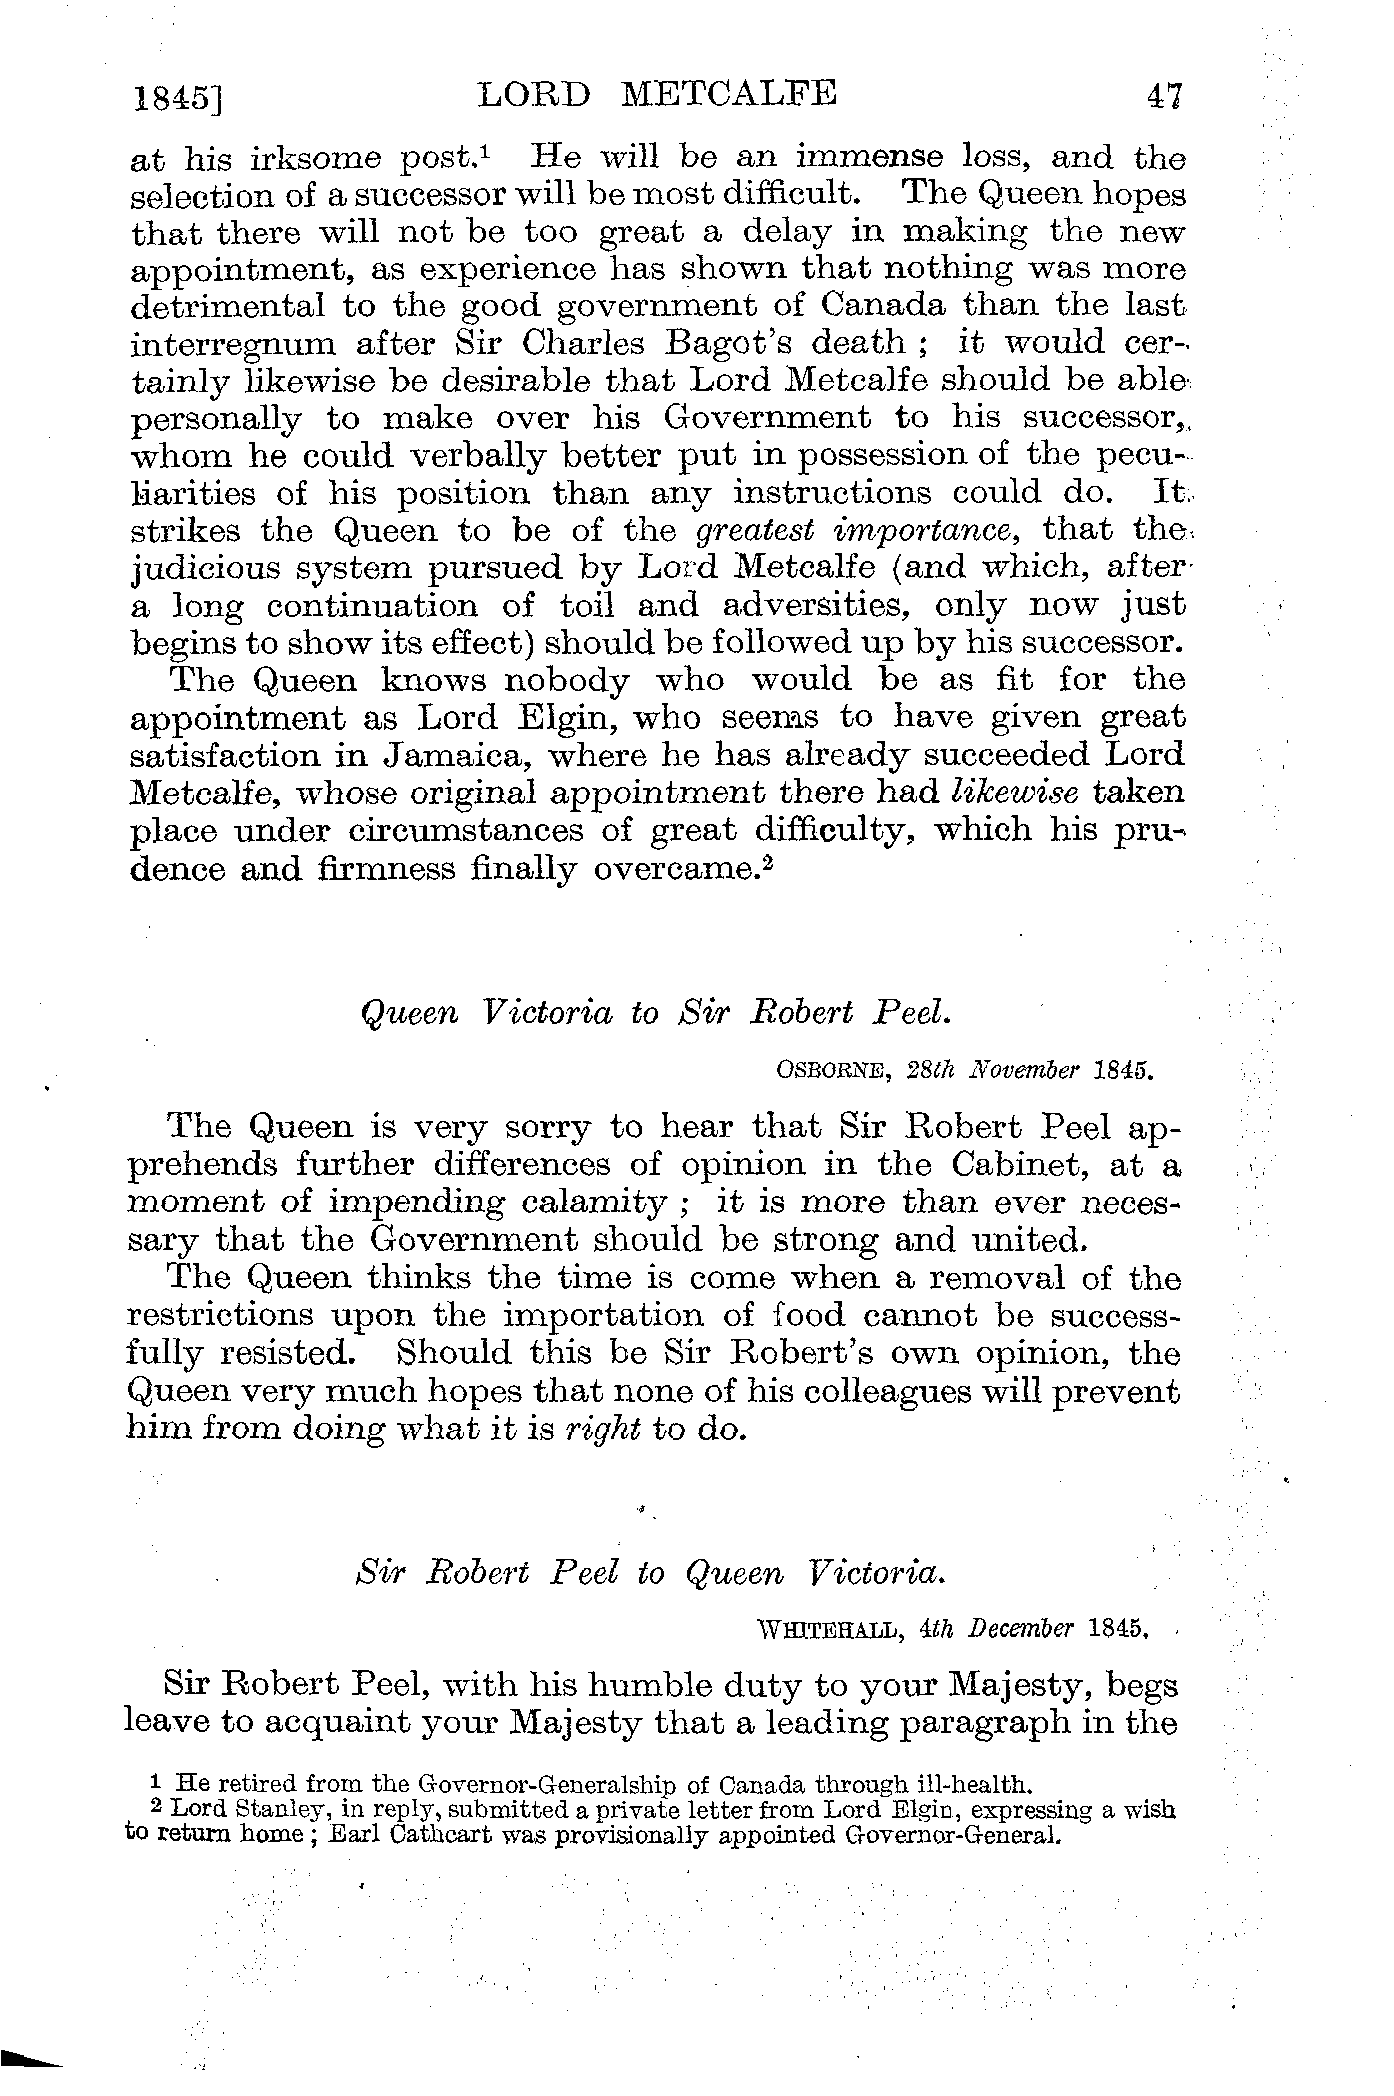 1845] LORD METCALFE 47
at his irksome post.¹ He will be an immense loss, and the
selection of a successor will be most difficult. The Queen hopes
that there will not be too great a delay in making the new
appointment, as experience has shown that nothing was more
detrimental to the good government of Canada than the last
interregnum after Sir Charles Bagot's death ; it would cer-
tainly likewise be desirable that Lord Metcalfe should be able
personally to make over his Government to his successor,
whom he could verbally better put in possession of the pecu-
liarities of his position than any instructions could do. It
strikes the Queen to be of the greatest importance, that the
judicious system pursued by Lord Metcalfe (and which, after
a long continuation of toil and adversities, only now just
begins to show its effect) should be followed up by his successor.
The Queen knows nobody who would be as fit for the
appointment as Lord Elgin, who seems to have given great
satisfaction in Jamaica, where he has already succeeded Lord
Metcalfe, whose original appointment there had likewise taken
place under circumstances of great difficulty, which his pru-
dence and firmness finally overcame.²
Queen Victoria to Sir Robert Peel.
OSBORNE, 28th November 1845.
The Queen is very sorry to hear that Sir Robert Peel ap-
prehends further differences of opinion in the Cabinet, at a
moment of impending calamity ; it is more than ever neces-
sary that the Government should be strong and united.
The Queen thinks the time is come when a removal of the
restrictions upon the importation of food cannot be success-
fully resisted. Should this be Sir Robert's own opinion, the
Queen very much hopes that none of his colleagues will prevent
him from doing what it is right to do.
Sir Robert Peel to Queen Victoria.
WHITEHALL, 4th December 1845.
Sir Robert Peel, with his humble duty to your Majesty, begs
leave to acquaint your Majesty that a leading paragraph in the
1 He retired from the Governor-Generalship of Canada through ill-health.
2 Lord Stanley, in reply, submitted a private letter from Lord Elgin, expressing a wish
to return home ; Earl Cathcart was provisionally appointed Governor-General.